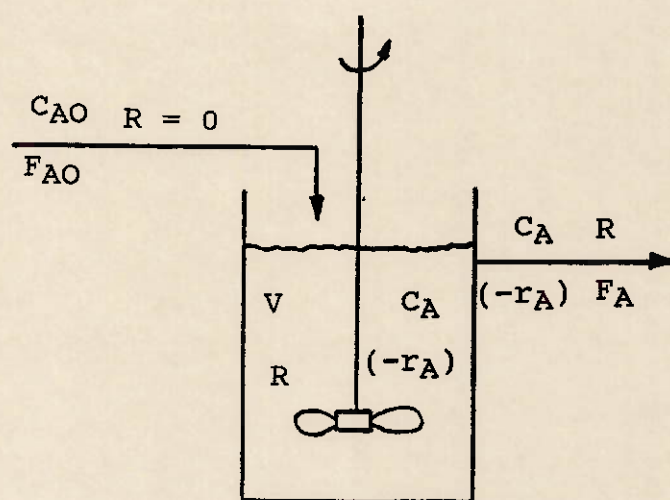 CAO R = 0
FAO
CA R
V CA (-rA) FA
R (-rA)